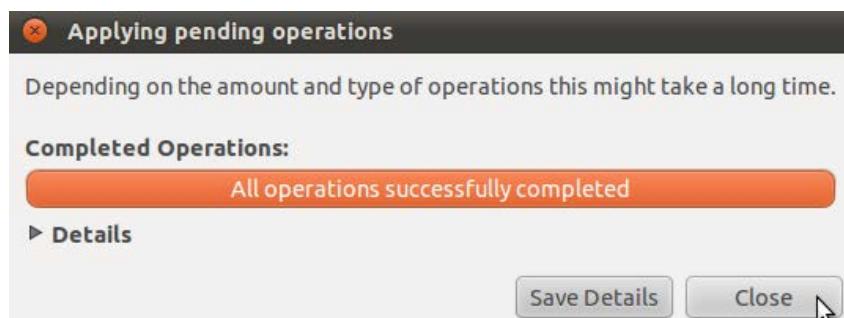 Applying pending operations
Depending on the amount and type of operations this might take a long time.
Completed Operations:
All operations successfully completed
Details
Save Details
Close